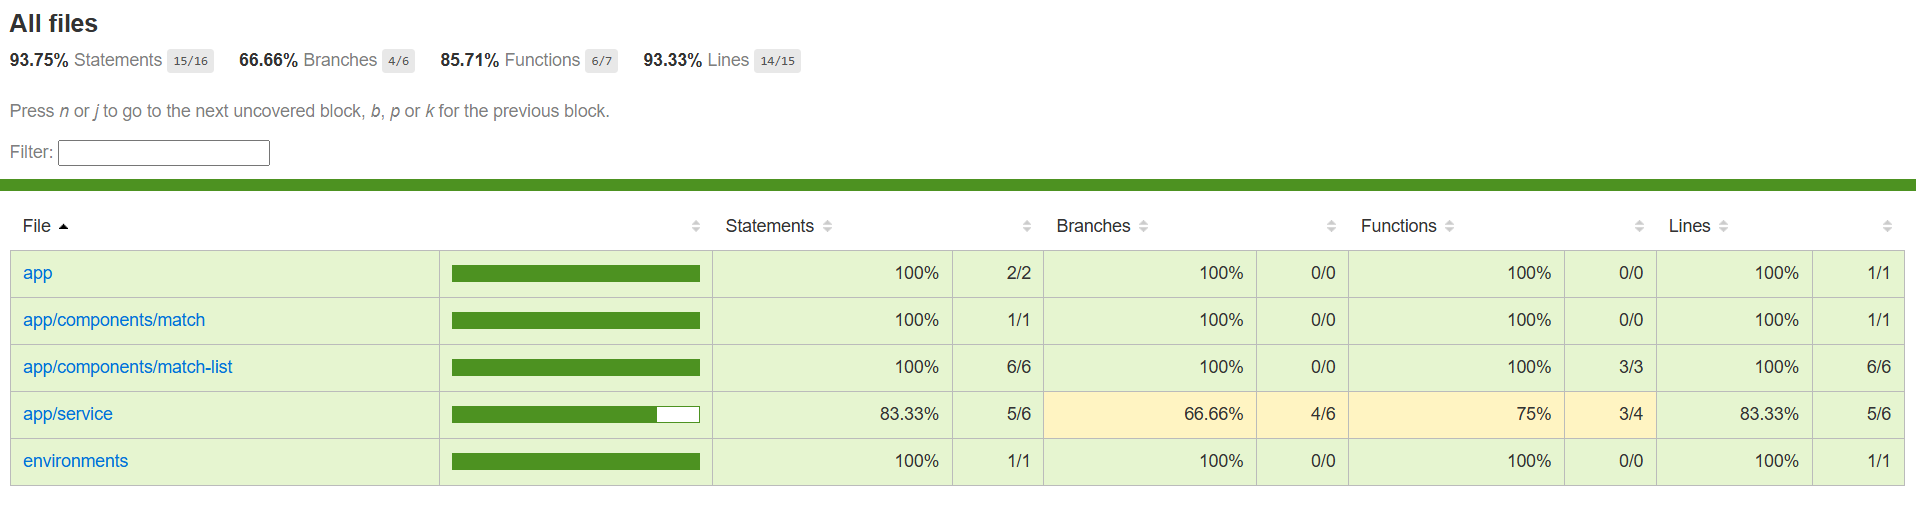 All files
93.75% Statements 15/16 66.66% Branches 4/6 85.71% Functions 6/7 93.33% Lines 14/15
Press n or j to go to the next uncovered block, b, p or k for the previous block.
Filter:
File Statements Branches Functions Lines
app 100% 2/2 100% 0/0 100% 0/0 100% 1/1
app/components/match 100% 1/1 100% 0/0 100% 0/0 100% 1/1
app/components/match-list 100% 6/6 100% 0/0 100% 3/3 100% 6/6
app/service 83.33% 5/6 66.66% 4/6 75% 3/4 83.33% 5/6
environments 100% 1/1 100% 0/0 100% 0/0 100% 1/1